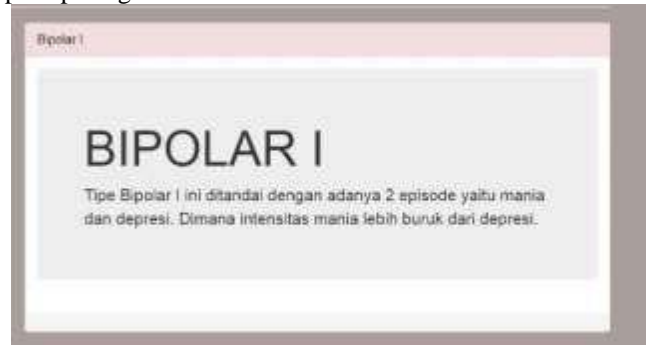 Bipolar I
BIPOLAR I
Tipe Bipolar I ini ditandai dengan adanya 2 episode yaitu mania
dan depresi. Dimana intensitas mania lebih buruk dari depresi.